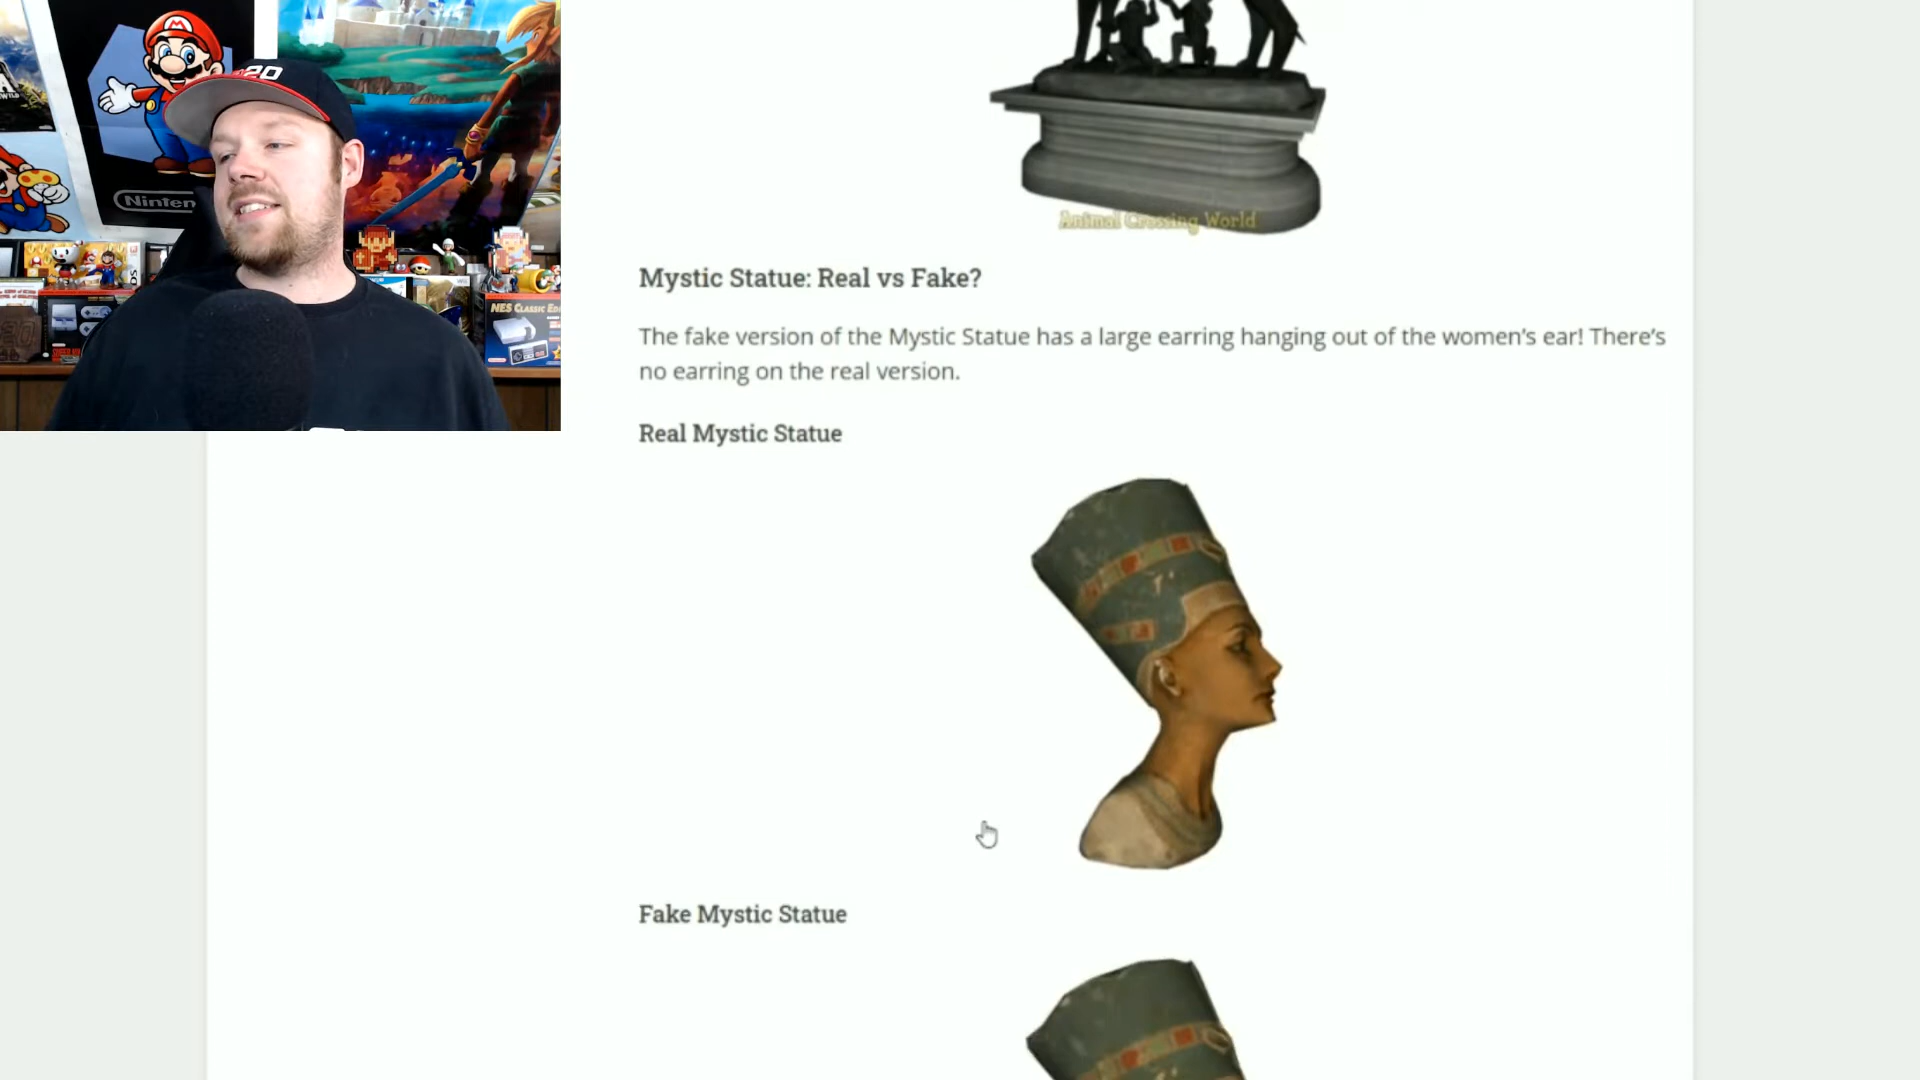 20
Ninten
NES CLASSIC EDI
Animal Crossing World
Mystic Statue: Real vs Fake?
The fake version of the Mystic Statue has a large earring hanging out of the women's ear! There's
no earring on the real version.
Real Mystic Statue
Fake Mystic Statue